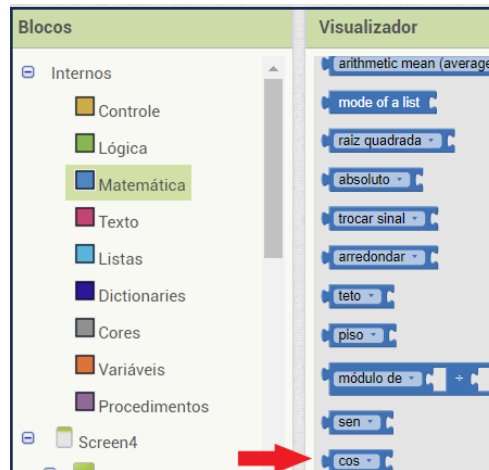 Blocos
Internos
Controle
Lógica
Matemática
Texto
Listas
Dictionaries
Cores
Variáveis
Procedimentos
Screen4
Visualizador
arithmetic mean (average
mode of a list
raiz quadrada
absoluto
trocar sinal
arredondar
teto
piso
módulo de ÷
sen
cos